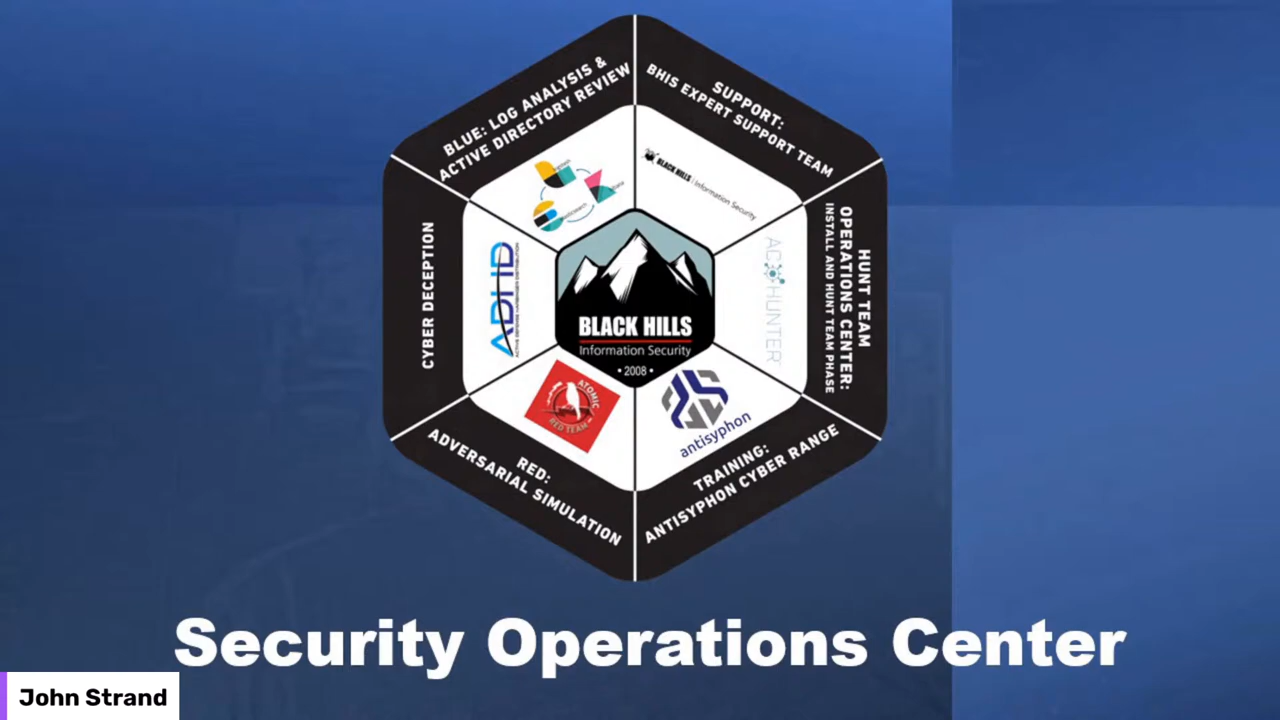 BLUE: LOG ANALYSIS &
ACTIVE DIRECTORY REVIEW
SUPPORT:
BHIS EXPERT SUPPORT TEAM
BLACK HILLS | Information Security
HUNT TEAM
OPERATIONS CENTER:
INSTALL AND HUNT TEAM PHASE
AC HUNTER
CYBER DECEPTION
ADHD
BLACK HILLS
Information Security
• 2008 •
ATOMIC
RED TEAM
antisyphon
RED:
ADVERSARIAL SIMULATION
TRAINING:
ANTISYPHON CYBER RANGE
Security Operations Center
John Strand